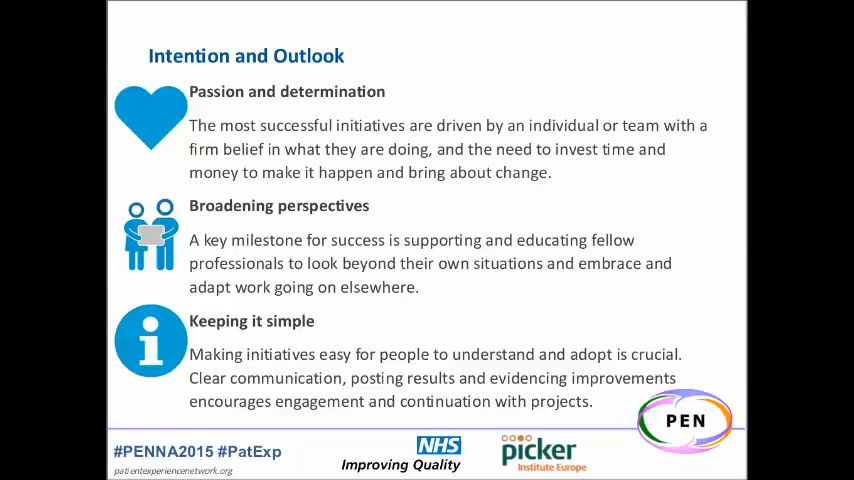 Intention and Outlook
Passion and determination
The most successful initiatives are driven by an individual or team with a
firm belief in what they are doing, and the need to invest time and
money to make it happen and bring about change.
Broadening perspectives
A key milestone for success is supporting and educating fellow
professionals to look beyond their own situations and embrace and
adapt work going on elsewhere.
Keeping it simple
Making initiatives easy for people to understand and adopt is crucial.
Clear communication, posting results and evidencing improvements
encourages engagement and continuation with projects.
PEN
#PENNA2015 #PatExp
patientexperiencenetwork.org
NHS
Improving Quality
picker
Institute Europe